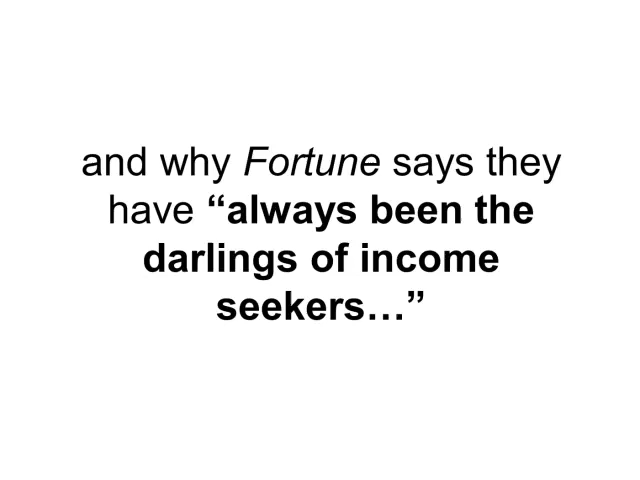 and why Fortune says they
have “always been the
darlings of income
seekers…”